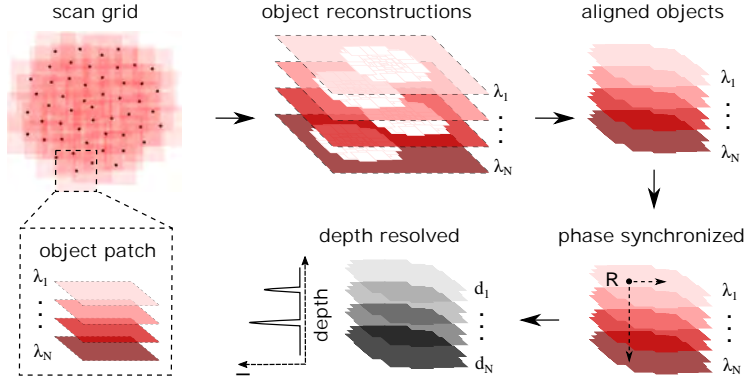 scan grid
object reconstructions
aligned objects
λ1
⋮
λN
λ1
⋮
λN
object patch
λ1
⋮
λN
depth resolved
depth
I
d1
⋮
dN
phase synchronized
R
λ1
⋮
λN